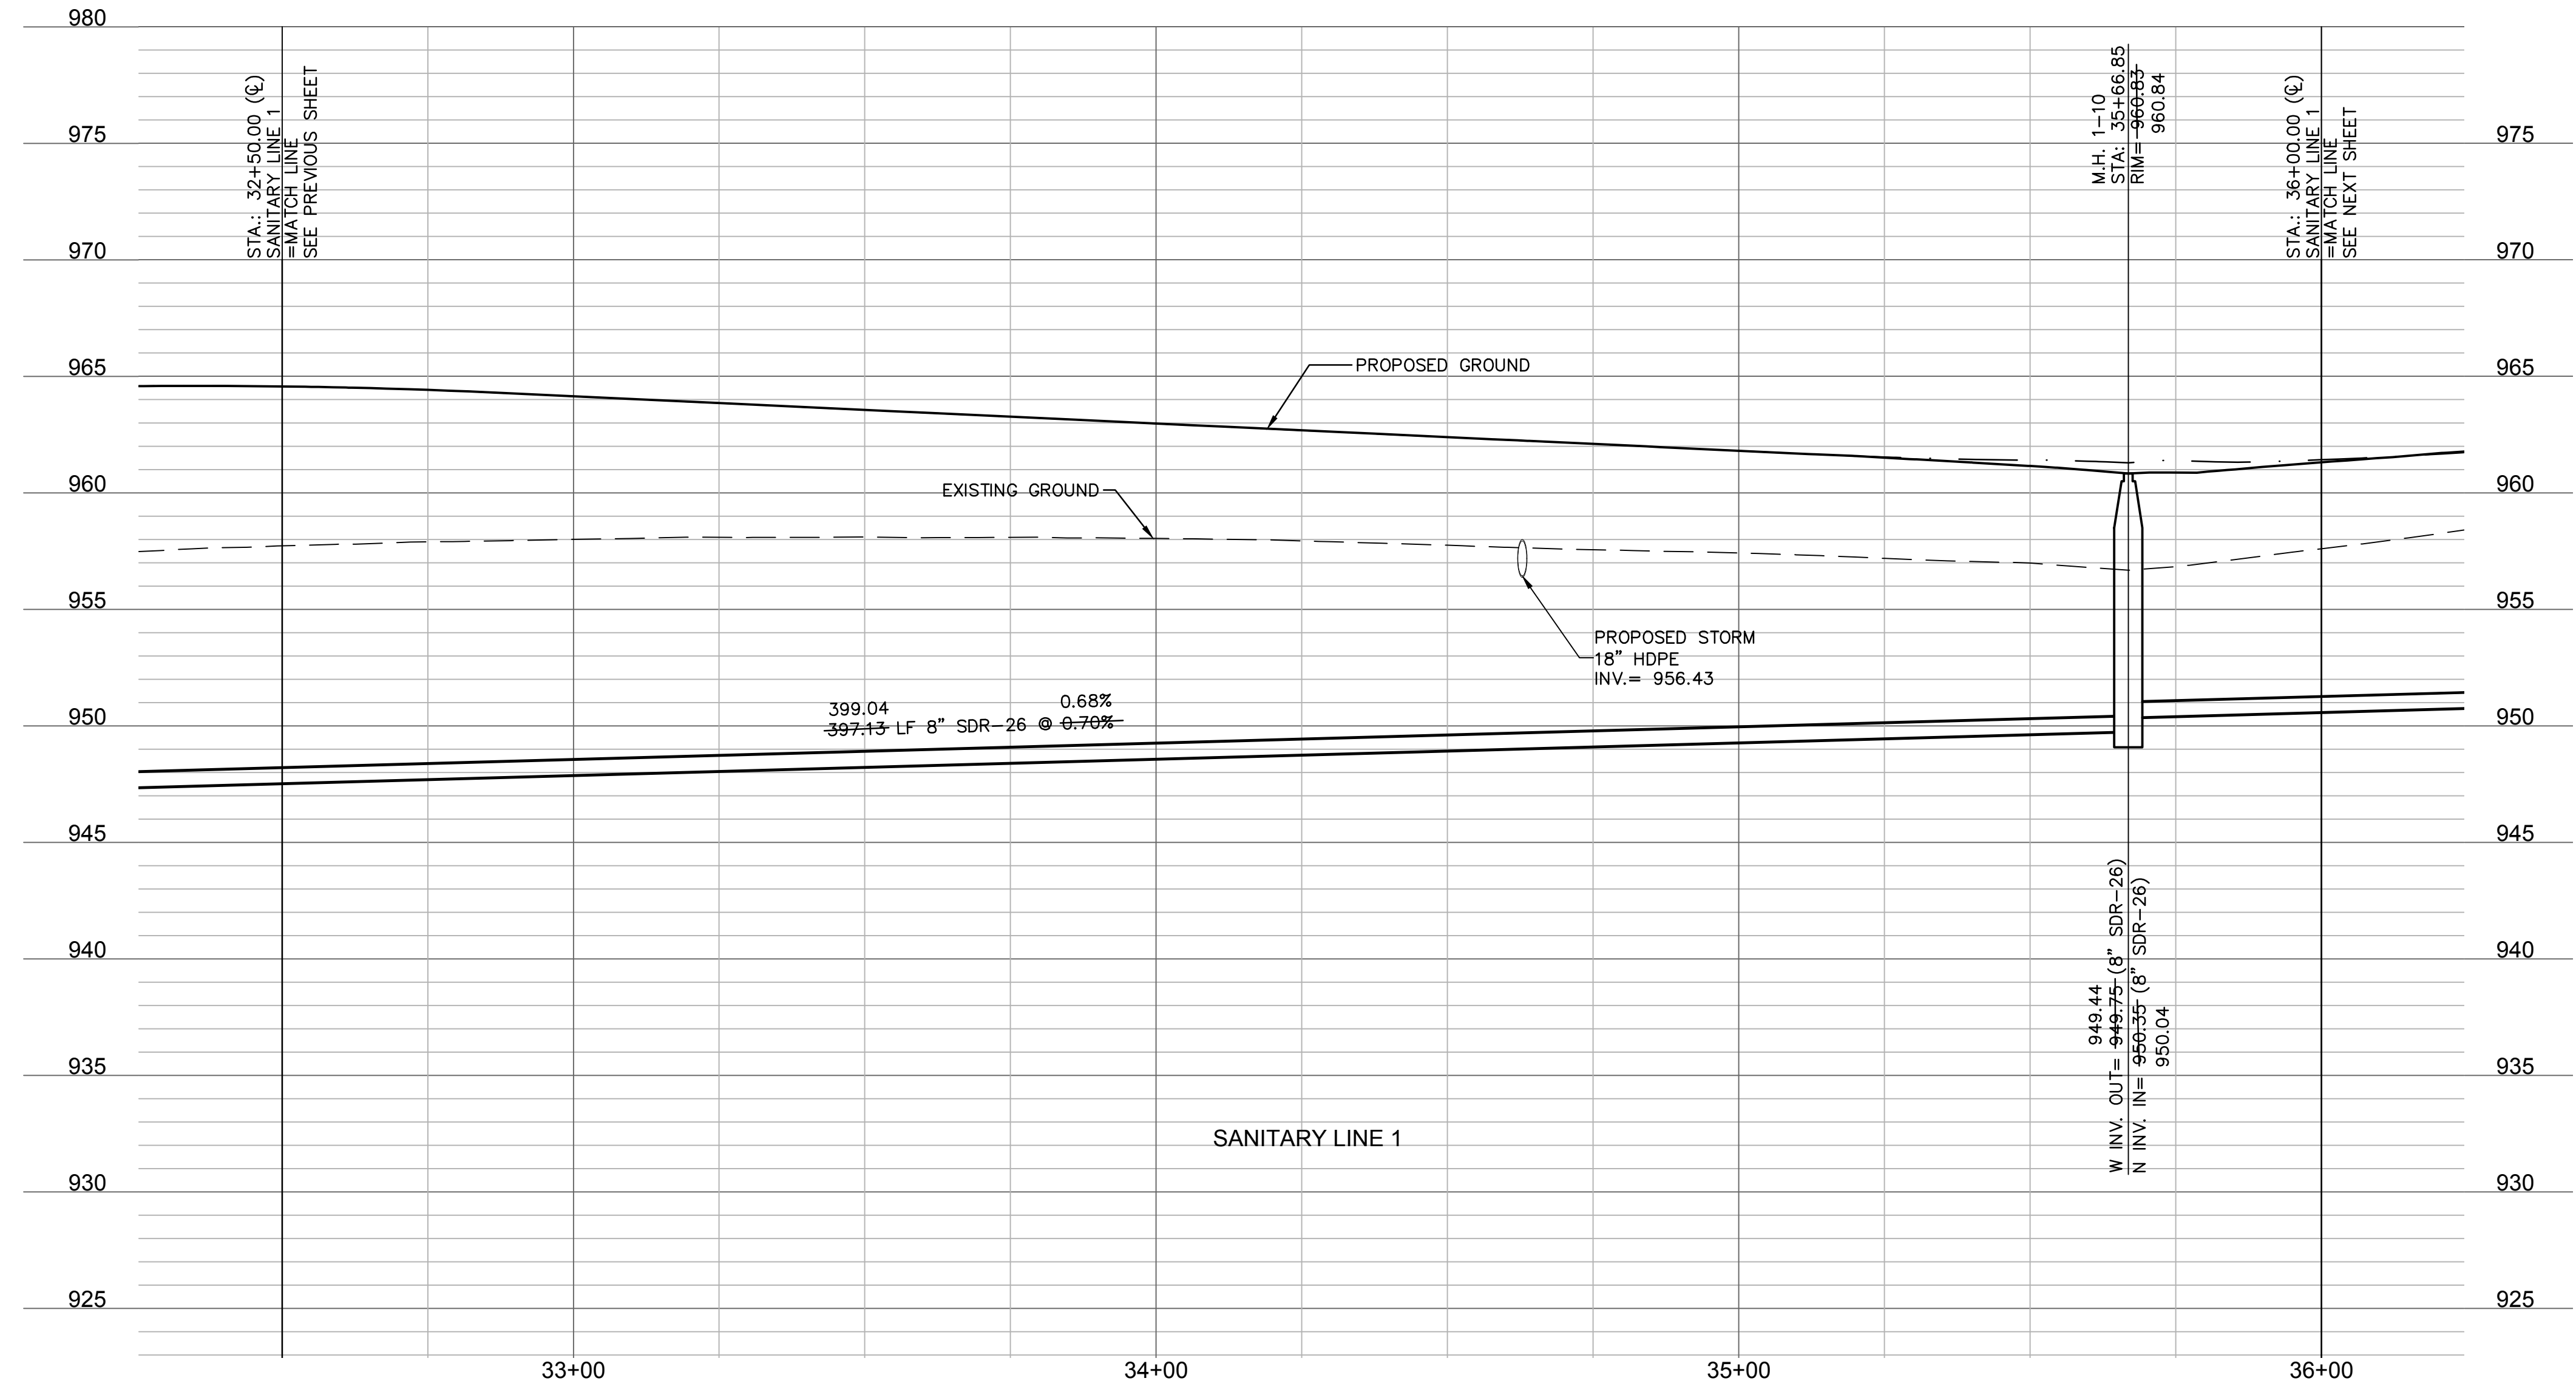 980
STA.: 32+50.00 (℄)
SANITARY LINE 1
=MATCH LINE
SEE PREVIOUS SHEET
M.H. 1-10
STA: 35+66.85
RIM= 960.83
960.84
STA.: 36+00.00 (℄)
SANITARY LINE 1
=MATCH LINE
SEE NEXT SHEET
975
975
970
970
965
PROPOSED GROUND
965
960
EXISTING GROUND
960
955
955
PROPOSED STORM
18" HDPE
INV.= 956.43
399.04
0.68%
397.13 LF 8" SDR-26 @ 0.70%
950
950
945
945
940
940
949.44
W INV. OUT= 949.75 (8" SDR-26)
N INV. IN= 950.35 (8" SDR-26)
950.04
935
935
SANITARY LINE 1
930
930
925
925
33+00
34+00
35+00
36+00